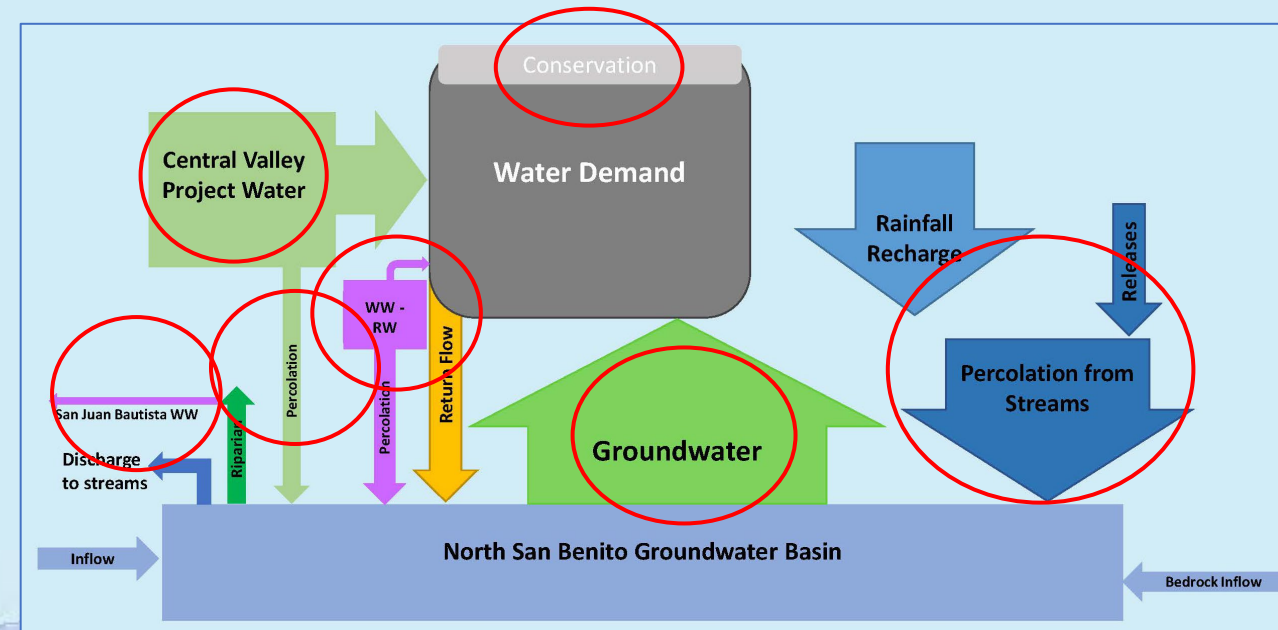 Conservation
Central Valley
Project Water
Water Demand
Rainfall
Recharge
Releases
WW -
RW
Percolation
Percolation
Return Flow
Percolation from
Streams
San Juan Bautista WW
Riparian
Discharge
to streams
Groundwater
North San Benito Groundwater Basin
Inflow
Bedrock Inflow